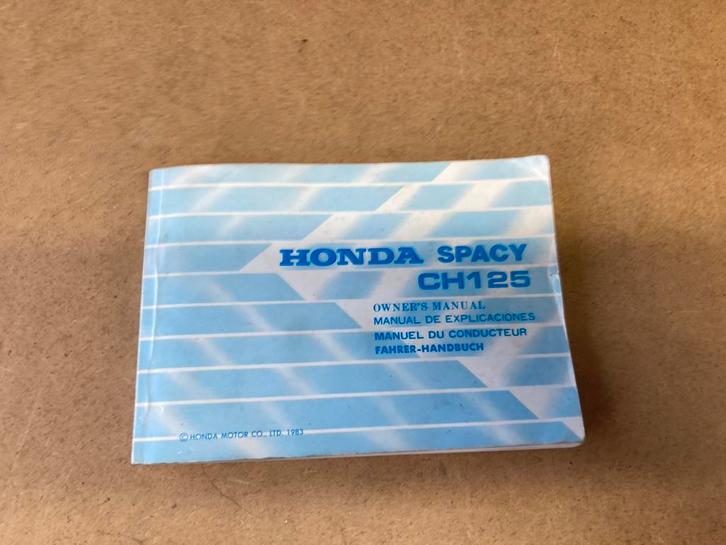 HONDA SPACY
CH125
OWNER'S MANUAL
MANUAL DE EXPLICACIONES
MANUEL DU CONDUCTEUR
FAHRER-HANDBUCH
© HONDA MOTOR CO., LTD. 1983